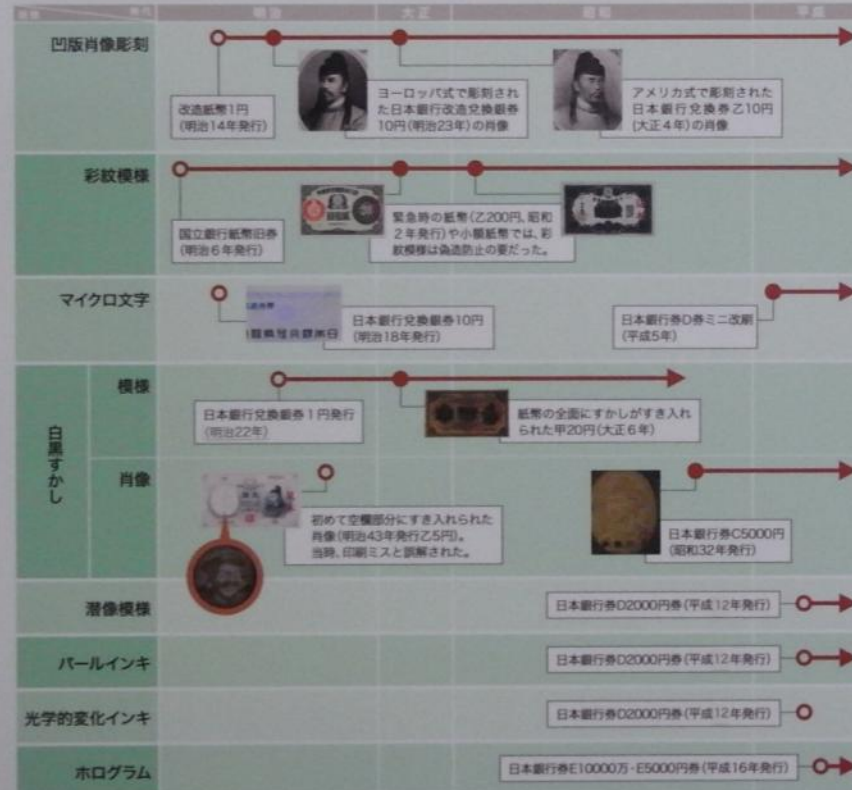 技術
年代
明治
大正
昭和
平成
凹版肖像彫刻
改造紙幣1円
(明治14年発行)
ヨーロッパ式で彫刻され
た日本銀行改造兌換銀券
10円(明治23年)の肖像
アメリカ式で彫刻された
日本銀行兌換券乙10円
(大正4年)の肖像
彩紋模様
国立銀行紙幣旧券
(明治6年発行)
緊急時の紙幣(乙200円、昭和
2年発行)や小額紙幣では、彩
紋模様は偽造防止の要だった。
マイクロ文字
日本銀行兌換銀券10円
(明治18年発行)
日本銀行券D券ミニ改刷
(平成5年)
白黒すかし
模様
日本銀行兌換銀券1円発行
(明治22年)
紙幣の全面にすかしがすき入れ
られた甲20円(大正6年)
肖像
初めて空欄部分にすき入れられた
肖像(明治43年発行乙5円)。
当時、印刷ミスと誤解された。
日本銀行券C5000円
(昭和32年発行)
潜像模様
日本銀行券D2000円券(平成12年発行)
パールインキ
日本銀行券D2000円券(平成12年発行)
光学的変化インキ
日本銀行券D2000円券(平成12年発行)
ホログラム
日本銀行券E10000万・E5000円券(平成16年発行)